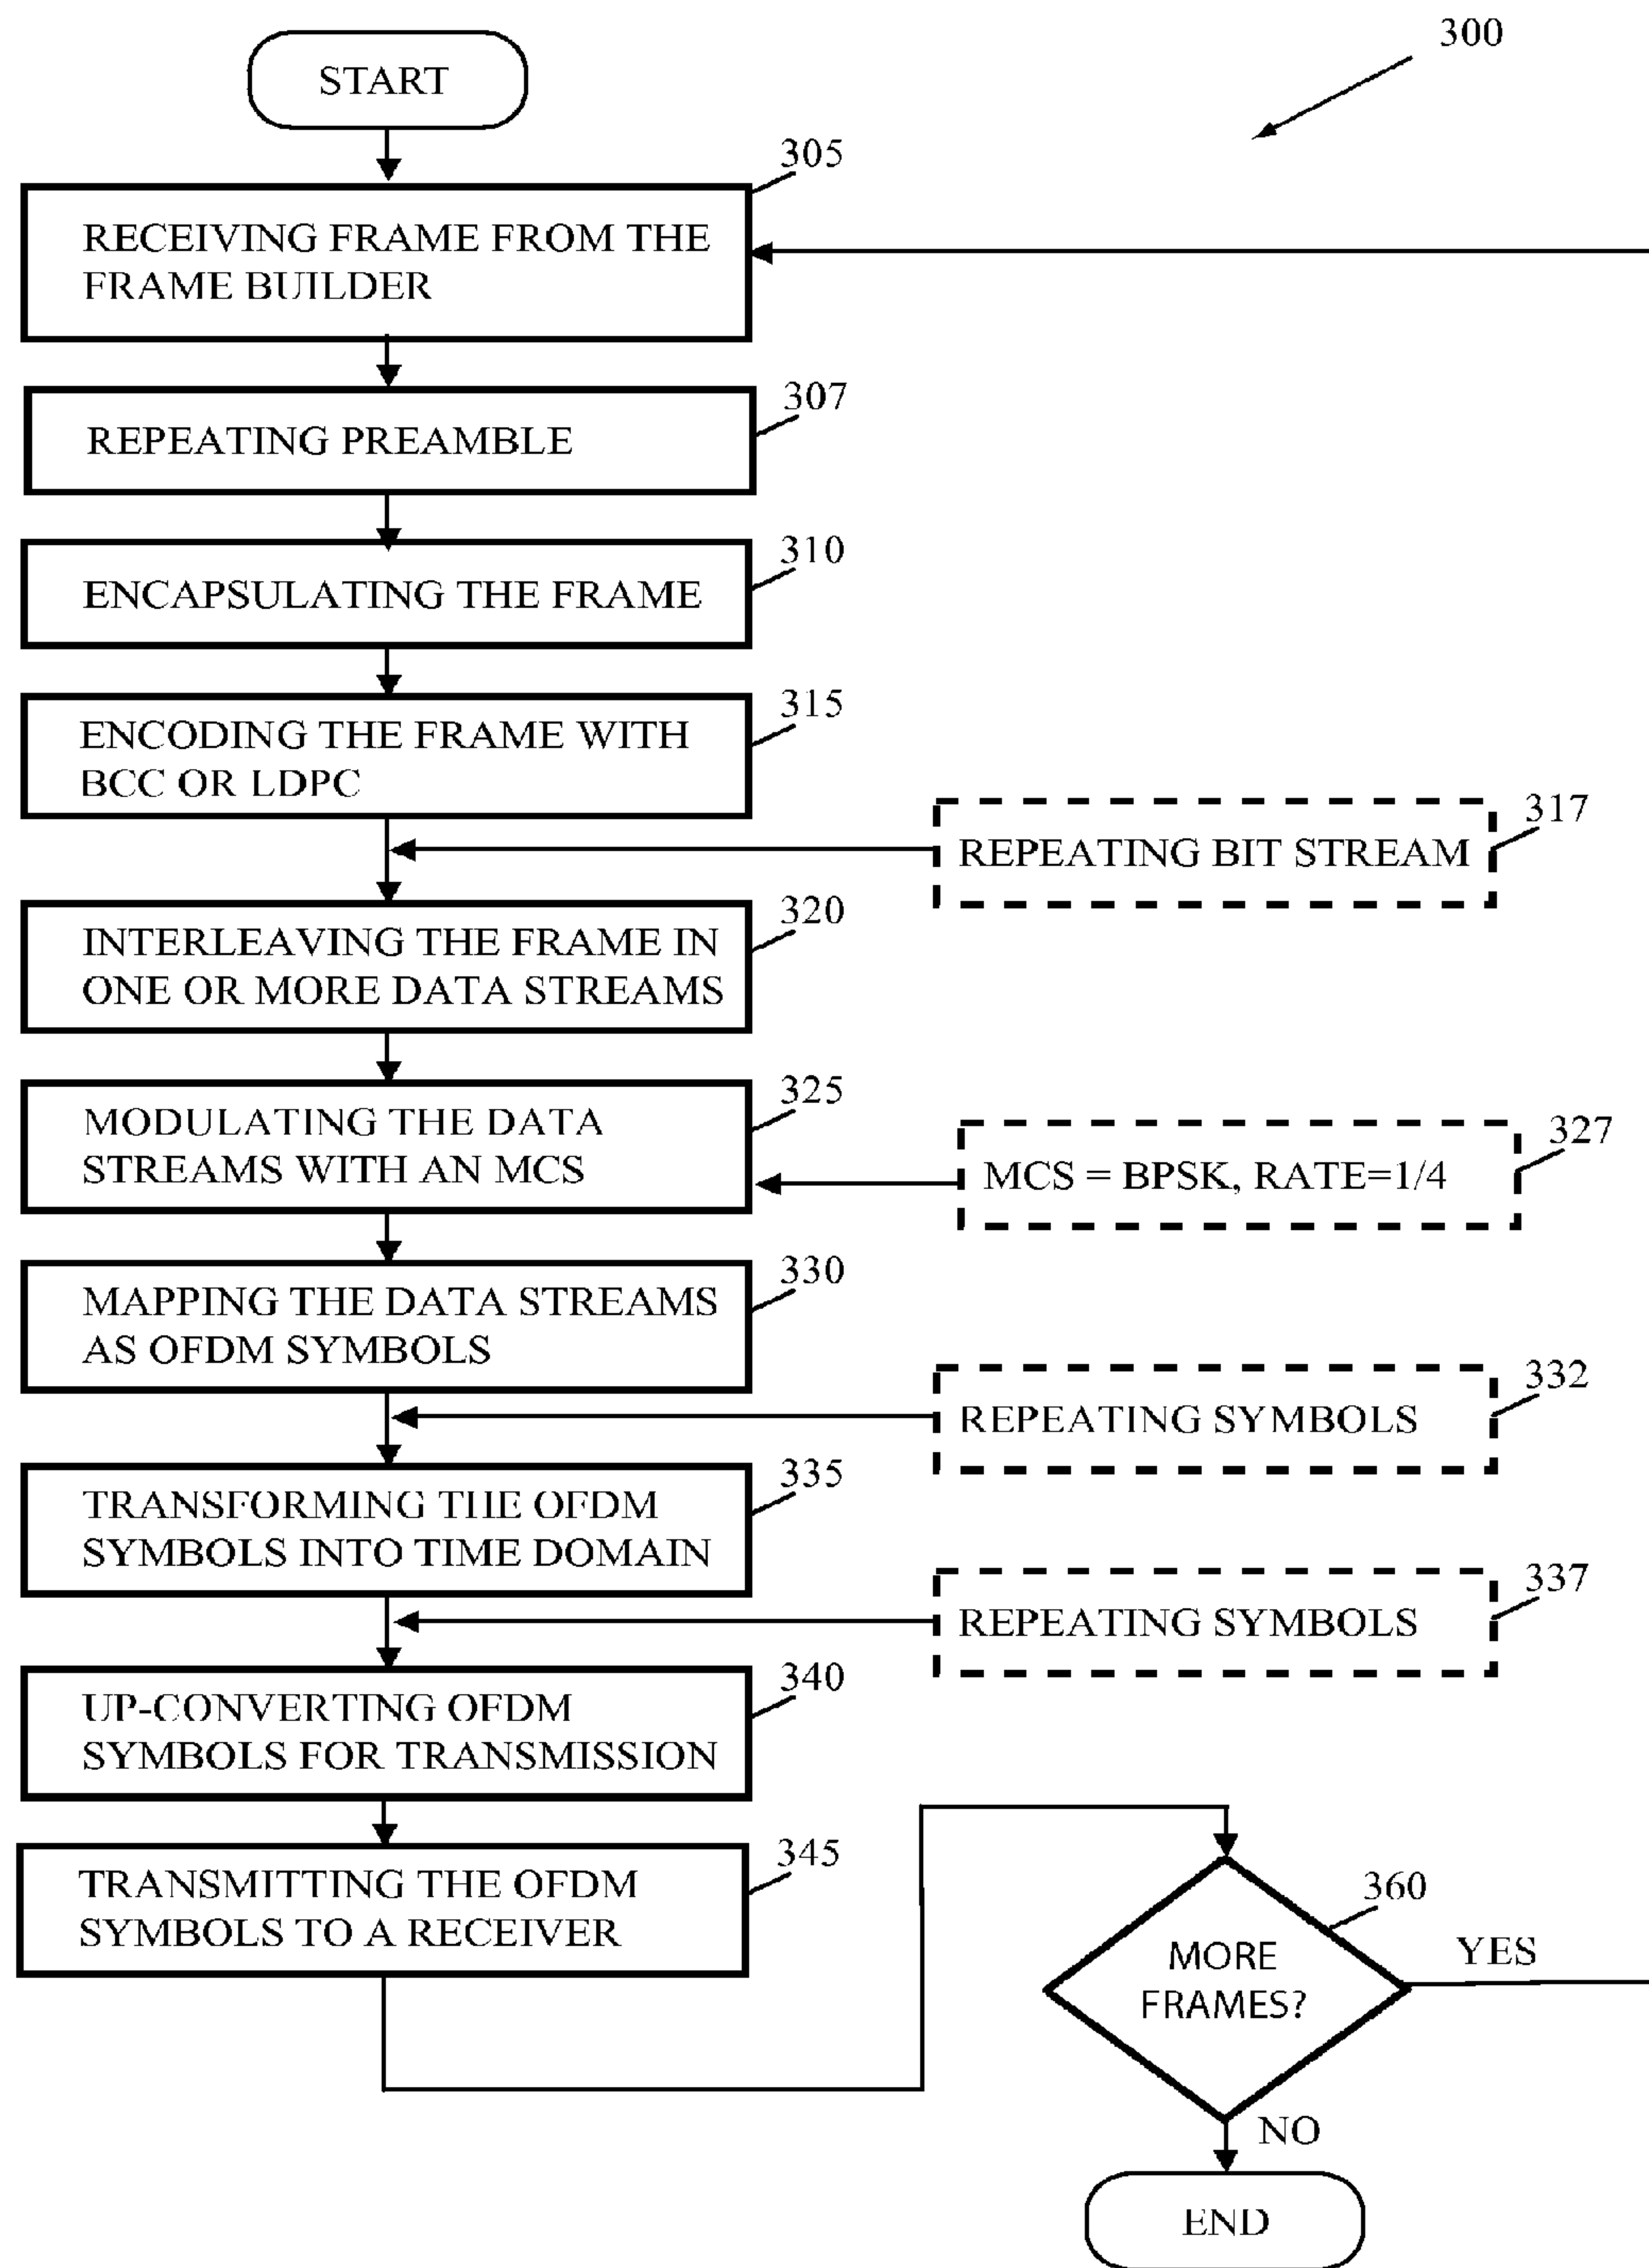 300
START
305
RECEIVING FRAME FROM THE
FRAME BUILDER
307
REPEATING PREAMBLE
310
ENCAPSULATING THE FRAME
315
ENCODING THE FRAME WITH
BCC OR LDPC
317
REPEATING BIT STREAM
320
INTERLEAVING THE FRAME IN
ONE OR MORE DATA STREAMS
325
MODULATING THE DATA
STREAMS WITH AN MCS
327
MCS = BPSK, RATE=1/4
330
MAPPING THE DATA STREAMS
AS OFDM SYMBOLS
332
REPEATING SYMBOLS
335
TRANSFORMING THE OFDM
SYMBOLS INTO TIME DOMAIN
337
REPEATING SYMBOLS
340
UP-CONVERTING OFDM
SYMBOLS FOR TRANSMISSION
345
TRANSMITTING THE OFDM
SYMBOLS TO A RECEIVER
360
MORE
FRAMES?
YES
NO
END